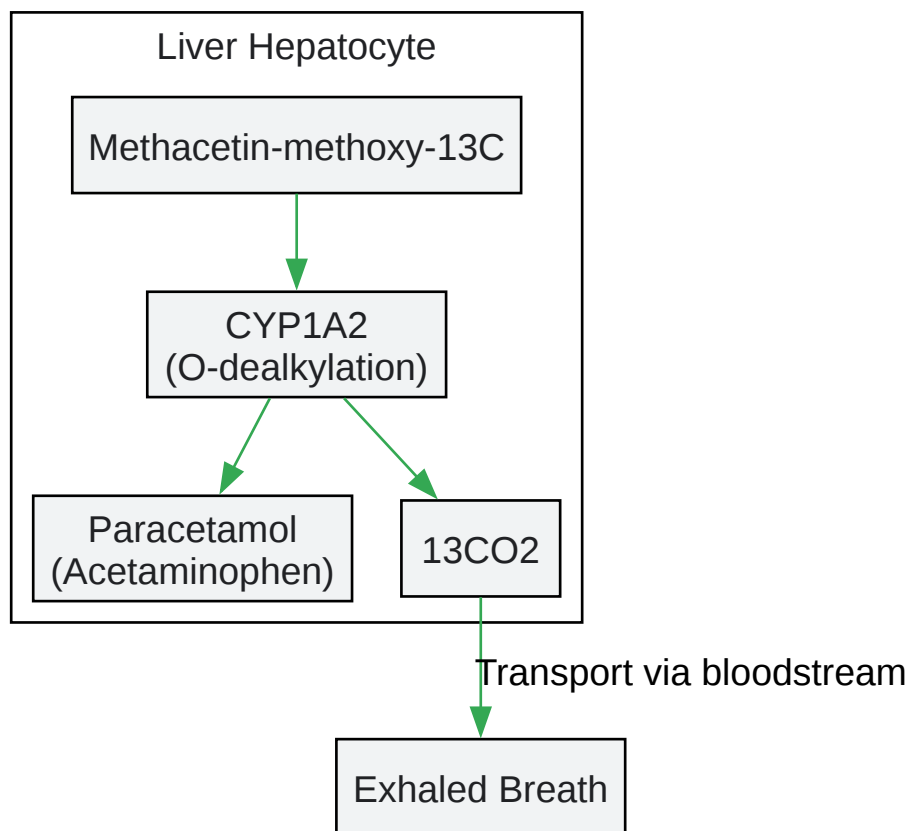 Liver Hepatocyte
Methacetin-methoxy-13C
CYP1A2
(O-dealkylation)
Paracetamol
(Acetaminophen)
13CO2
Transport via bloodstream
Exhaled Breath